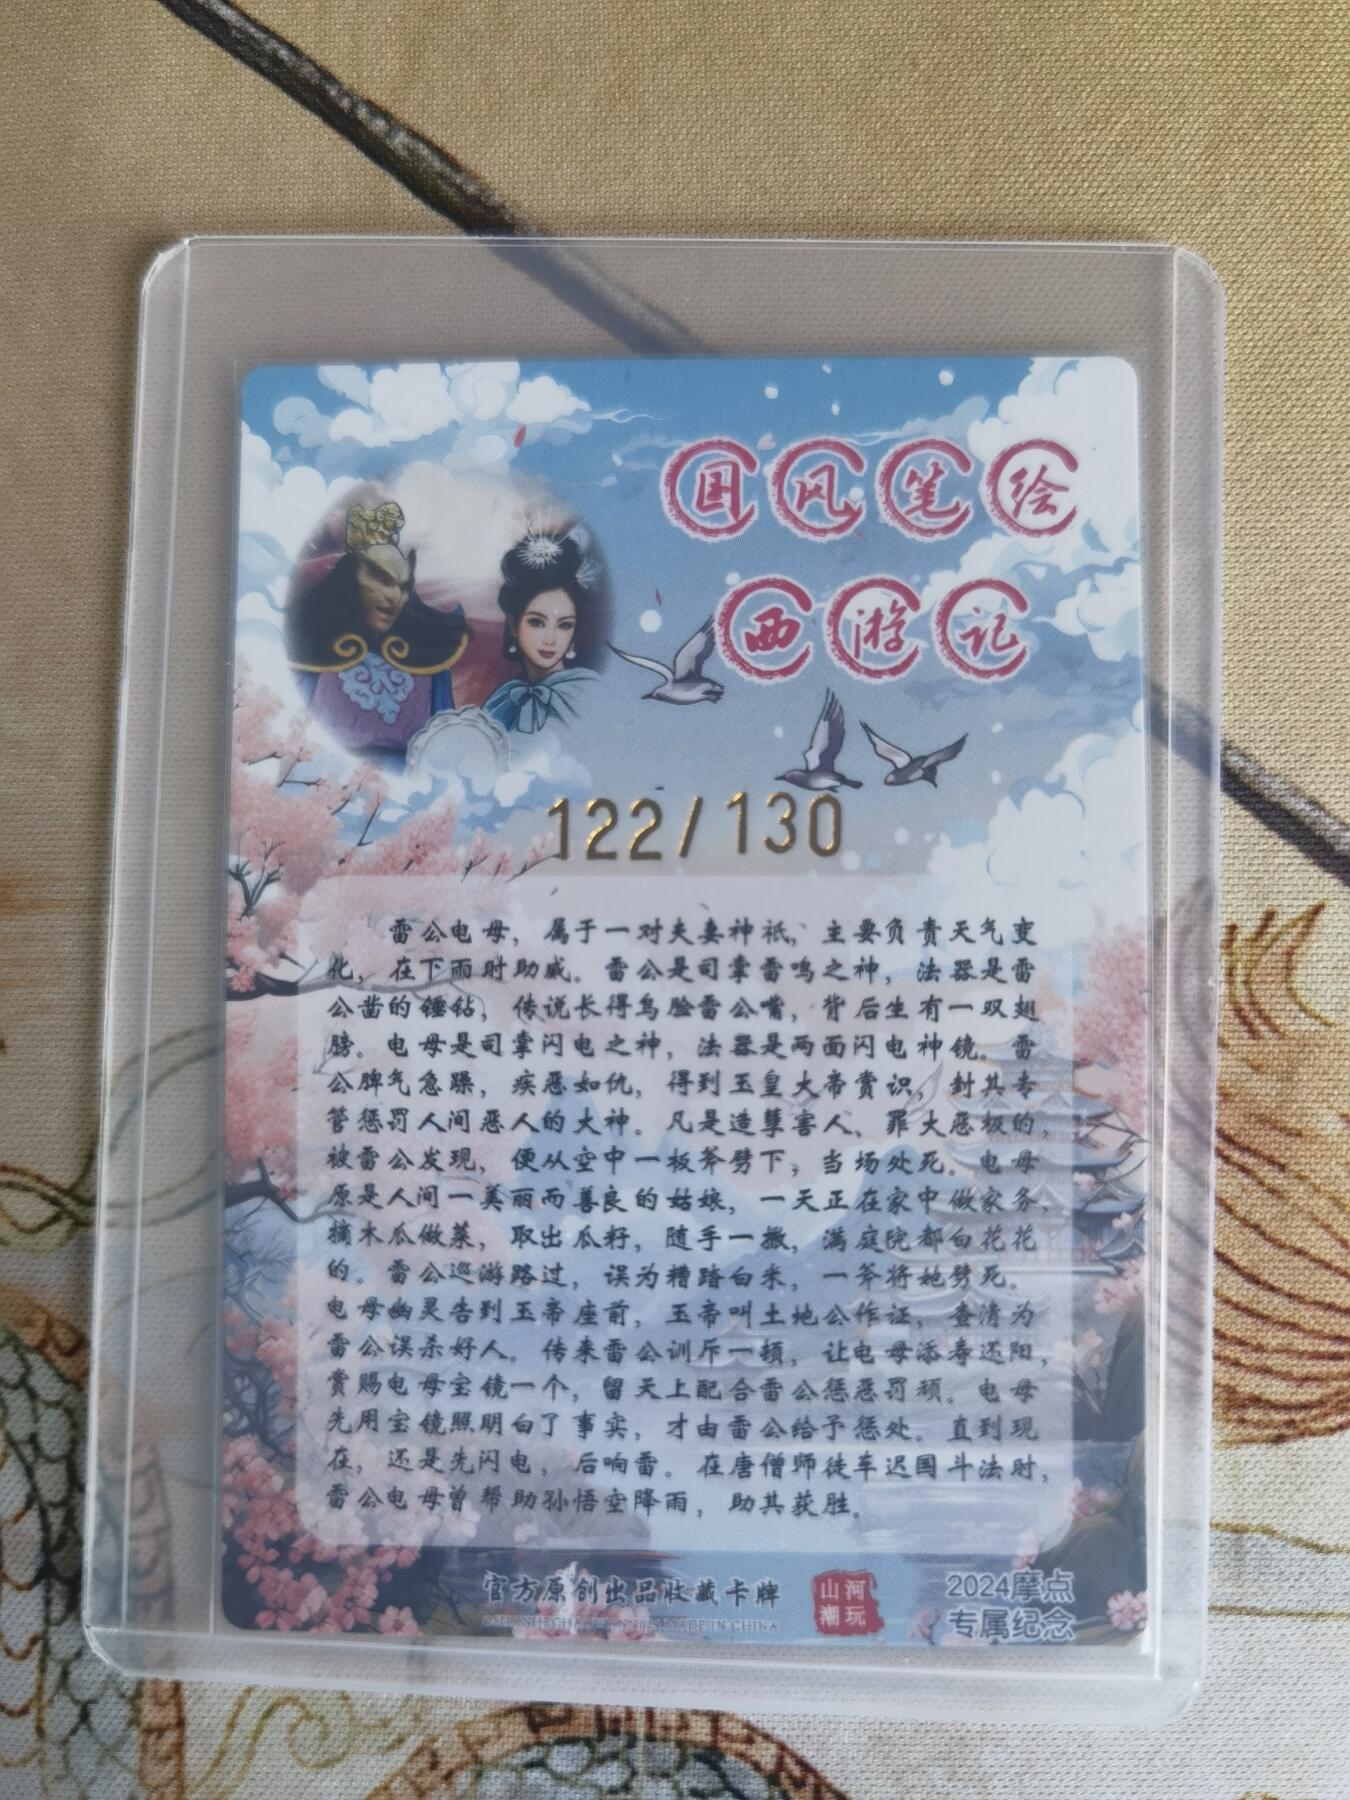 国风笔绘
西游记
122/130
雷公电母，属于一对夫妻神祇，主要负责天气变
化，在下雨时助威。雷公是司掌雷鸣之神，法器是雷
公凿的锤钻，传说长得鸟脸雷公嘴，背后生有一双翅
膀。电母是司掌闪电之神，法器是两面闪电神镜。雷
公脾气急躁，疾恶如仇，得到玉皇大帝赏识，封其专
管惩罚人间恶人的大神。凡是造孽害人、罪大恶极的，
被雷公发现，便从空中一板斧劈下，当场处死。电母
原是人间一美丽而善良的姑娘，一天正在家中做家务，
摘木瓜做菜，取出瓜籽，随手一撒，满庭院都白花花
的。雷公巡游路过，误为糟踏白米，一斧将她劈死。
电母幽灵告到玉帝座前，玉帝叫土地公作证，查清为
雷公误杀好人。传来雷公训斥一顿，让电母添寿还阳，
赏赐电母宝镜一个，留天上配合雷公惩恶罚顽。电母
先用宝镜照明白了事实，才由雷公给予惩处。直到现
在，还是先闪电，后响雷。在唐僧师徒车迟国斗法时，
雷公电母曾帮助孙悟空降雨，助其获胜。
官方原创出品收藏卡牌
MADE IN CHINA
山河
潮玩
2024摩点
专属纪念